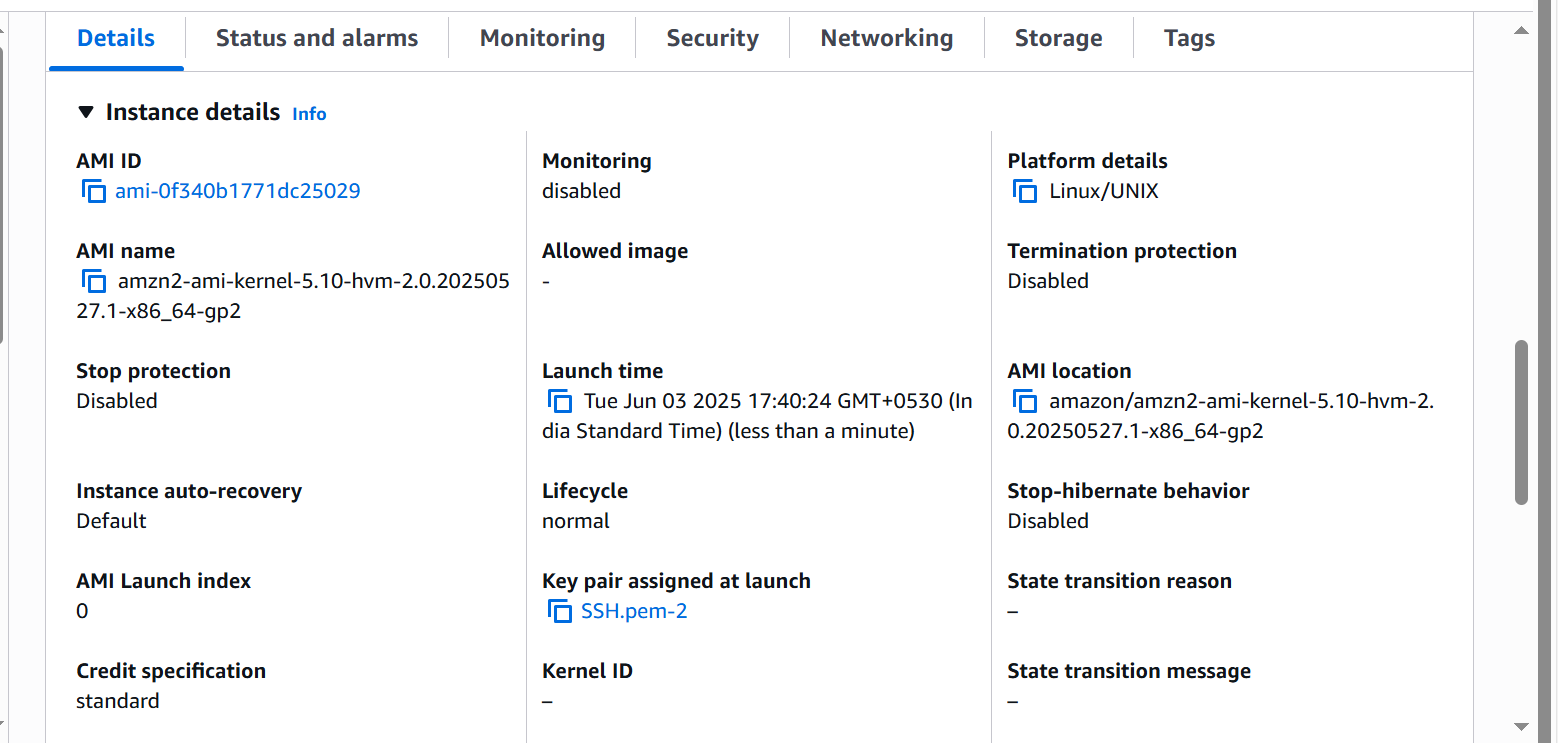 Details
Status and alarms
Monitoring
Security
Networking
Storage
Tags
Instance details Info
AMI ID
ami-0f340b1771dc25029
Monitoring
disabled
Platform details
Linux/UNIX
AMI name
amzn2-ami-kernel-5.10-hvm-2.0.202505
27.1-x86_64-gp2
Allowed image
-
Termination protection
Disabled
Stop protection
Disabled
Launch time
Tue Jun 03 2025 17:40:24 GMT+0530 (In
dia Standard Time) (less than a minute)
AMI location
amazon/amzn2-ami-kernel-5.10-hvm-2.
0.20250527.1-x86_64-gp2
Instance auto-recovery
Default
Lifecycle
normal
Stop-hibernate behavior
Disabled
AMI Launch index
0
Key pair assigned at launch
SSH.pem-2
State transition reason
–
Credit specification
standard
Kernel ID
–
State transition message
–